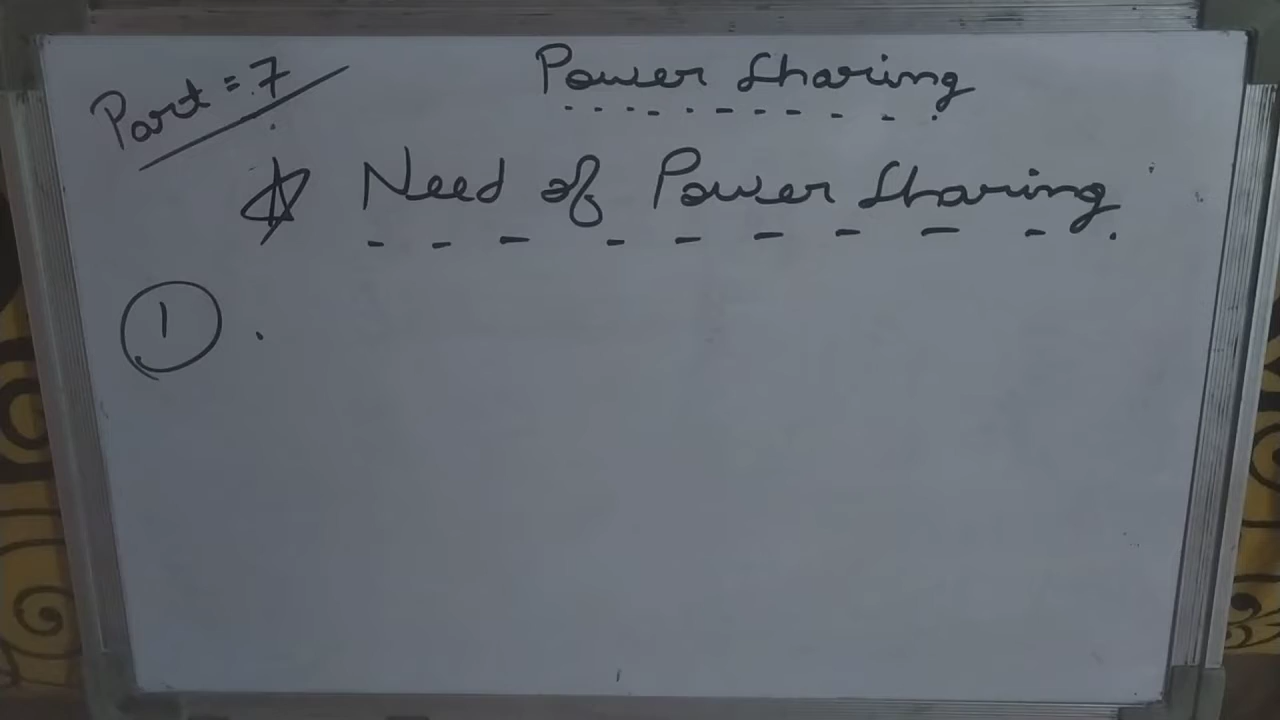 Part = 7
Power Sharing
☆ Need of Power Sharing
① .